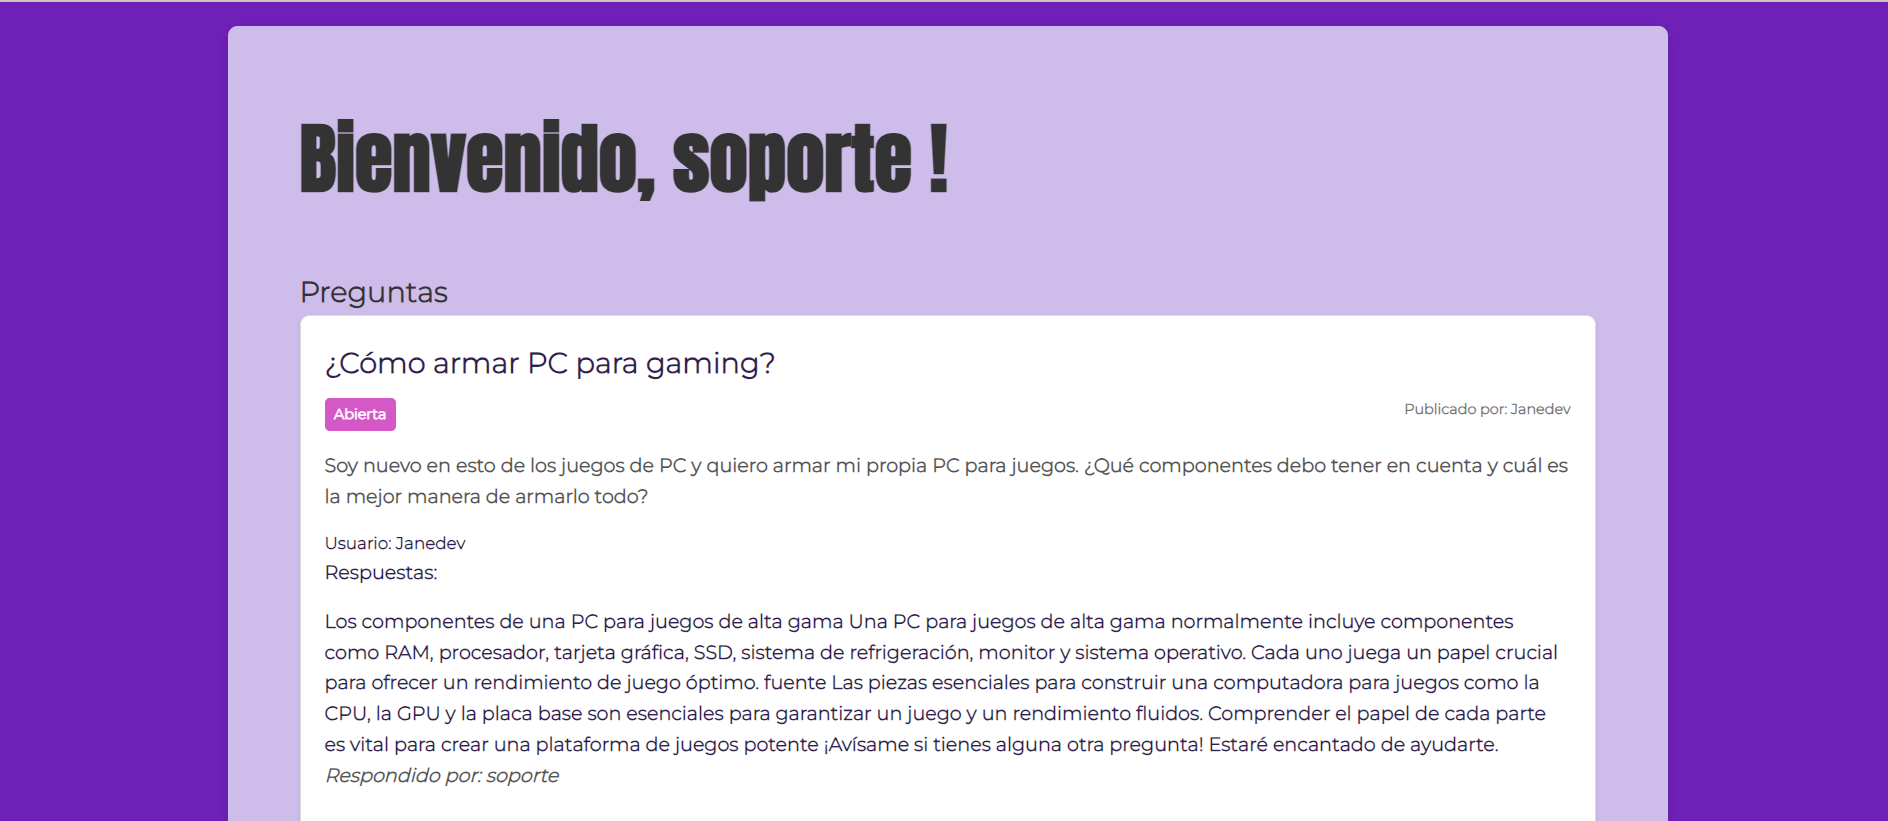 Bienvenido, soporte !
Preguntas
¿Cómo armar PC para gaming?
Abierta
Publicado por: Janedev
Soy nuevo en esto de los juegos de PC y quiero armar mi propia PC para juegos. ¿Qué componentes debo tener en cuenta y cuál es
la mejor manera de armarlo todo?
Usuario: Janedev
Respuestas:
Los componentes de una PC para juegos de alta gama Una PC para juegos de alta gama normalmente incluye componentes
como RAM, procesador, tarjeta gráfica, SSD, sistema de refrigeración, monitor y sistema operativo. Cada uno juega un papel crucial
para ofrecer un rendimiento de juego óptimo. fuente Las piezas esenciales para construir una computadora para juegos como la
CPU, la GPU y la placa base son esenciales para garantizar un juego y un rendimiento fluidos. Comprender el papel de cada parte
es vital para crear una plataforma de juegos potente ¡Avísame si tienes alguna otra pregunta! Estaré encantado de ayudarte.
Respondido por: soporte